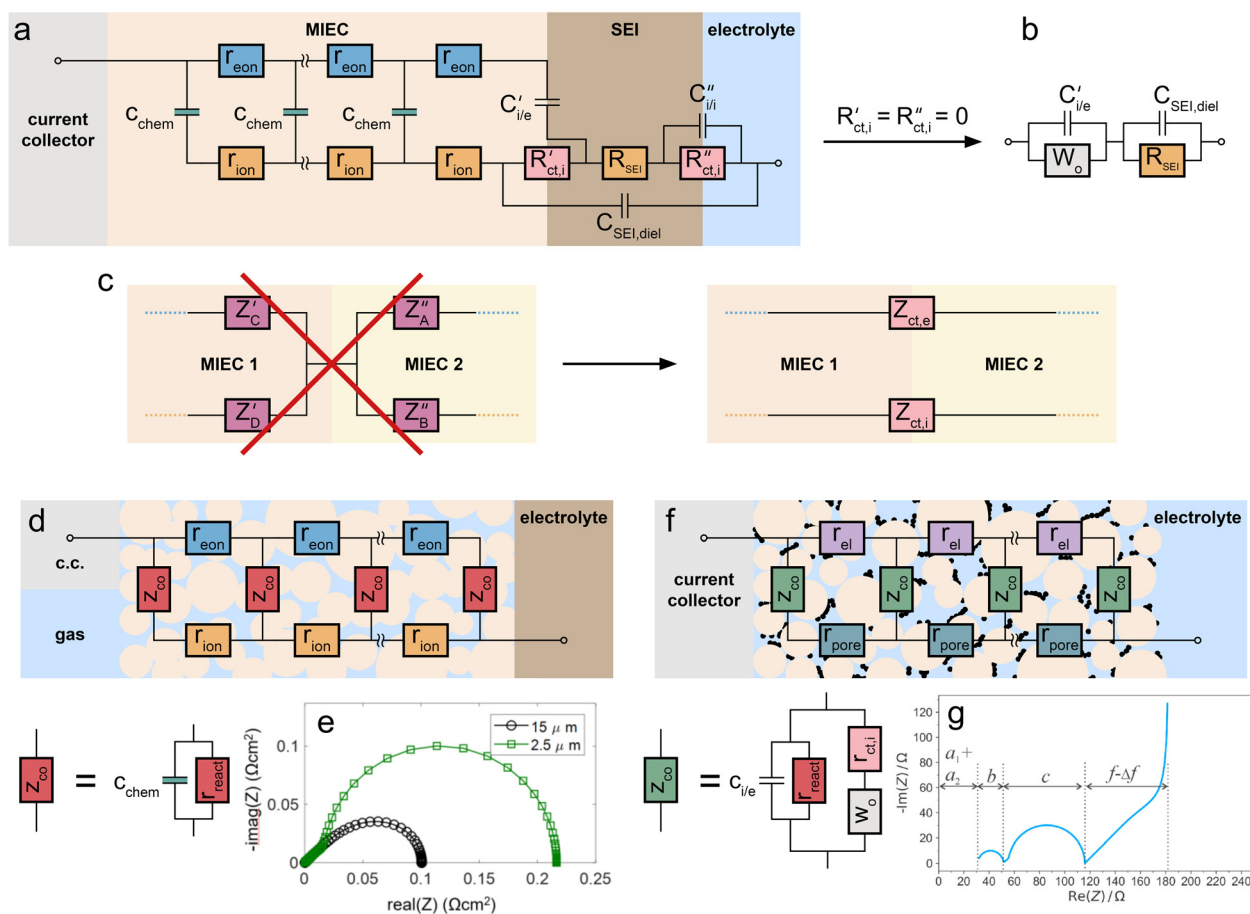 a
MIEC
SEI
electrolyte
b
r_eon
r_eon
r_eon
C'_i/e
C''_i/i
c_chem
c_chem
c_chem
current
collector
r_ion
r_ion
r_ion
R'_ct,i
R_SEI
R''_ct,i
C_SEI,diel
R'_ct,i = R''_ct,i = 0
C'_i/e
C_SEI,diel
W_o
R_SEI
c
Z'_C
Z''_A
MIEC 1
MIEC 2
Z'_D
Z''_B
Z_ct,e
MIEC 1
MIEC 2
Z_ct,i
d
electrolyte
r_eon
r_eon
r_eon
c.c.
z_co
z_co
z_co
z_co
gas
r_ion
r_ion
r_ion
z_co
=
c_chem
r_react
e
15 μ m
2.5 μ m
-imag(Z) (Ωcm²)
0.1
0.05
0
0
0.05
0.1
0.15
0.2
0.25
real(Z) (Ωcm²)
f
electrolyte
r_el
r_el
r_el
current
collector
z_co
z_co
z_co
z_co
r_pore
r_pore
r_pore
z_co
=
c_i/e
r_react
r_ct,i
w_o
g
-Im(Z)/Ω
140
120
100
80
60
40
20
0
a₁+
a₂
b
c
f-Δf
0 20 40 60 80 100 120 140 160 180 200 220 24
Re(Z)/Ω